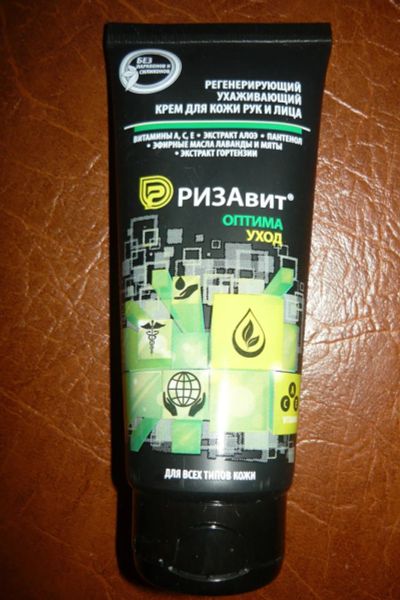 БЕЗ
ПАРАБЕНОВ И
СИЛИКОНОВ
РЕГЕНЕРИРУЮЩИЙ
УХАЖИВАЮЩИЙ
КРЕМ ДЛЯ КОЖИ РУК И ЛИЦА
ВИТАМИНЫ А, С, Е • ЭКСТРАКТ АЛОЭ • ПАНТЕНОЛ
• ЭФИРНЫЕ МАСЛА ЛАВАНДЫ И МЯТЫ
• ЭКСТРАКТ ГОРТЕНЗИИ
РИЗАвит®
ОПТИМА
УХОД
A
C E
ДЛЯ ВСЕХ ТИПОВ КОЖИ